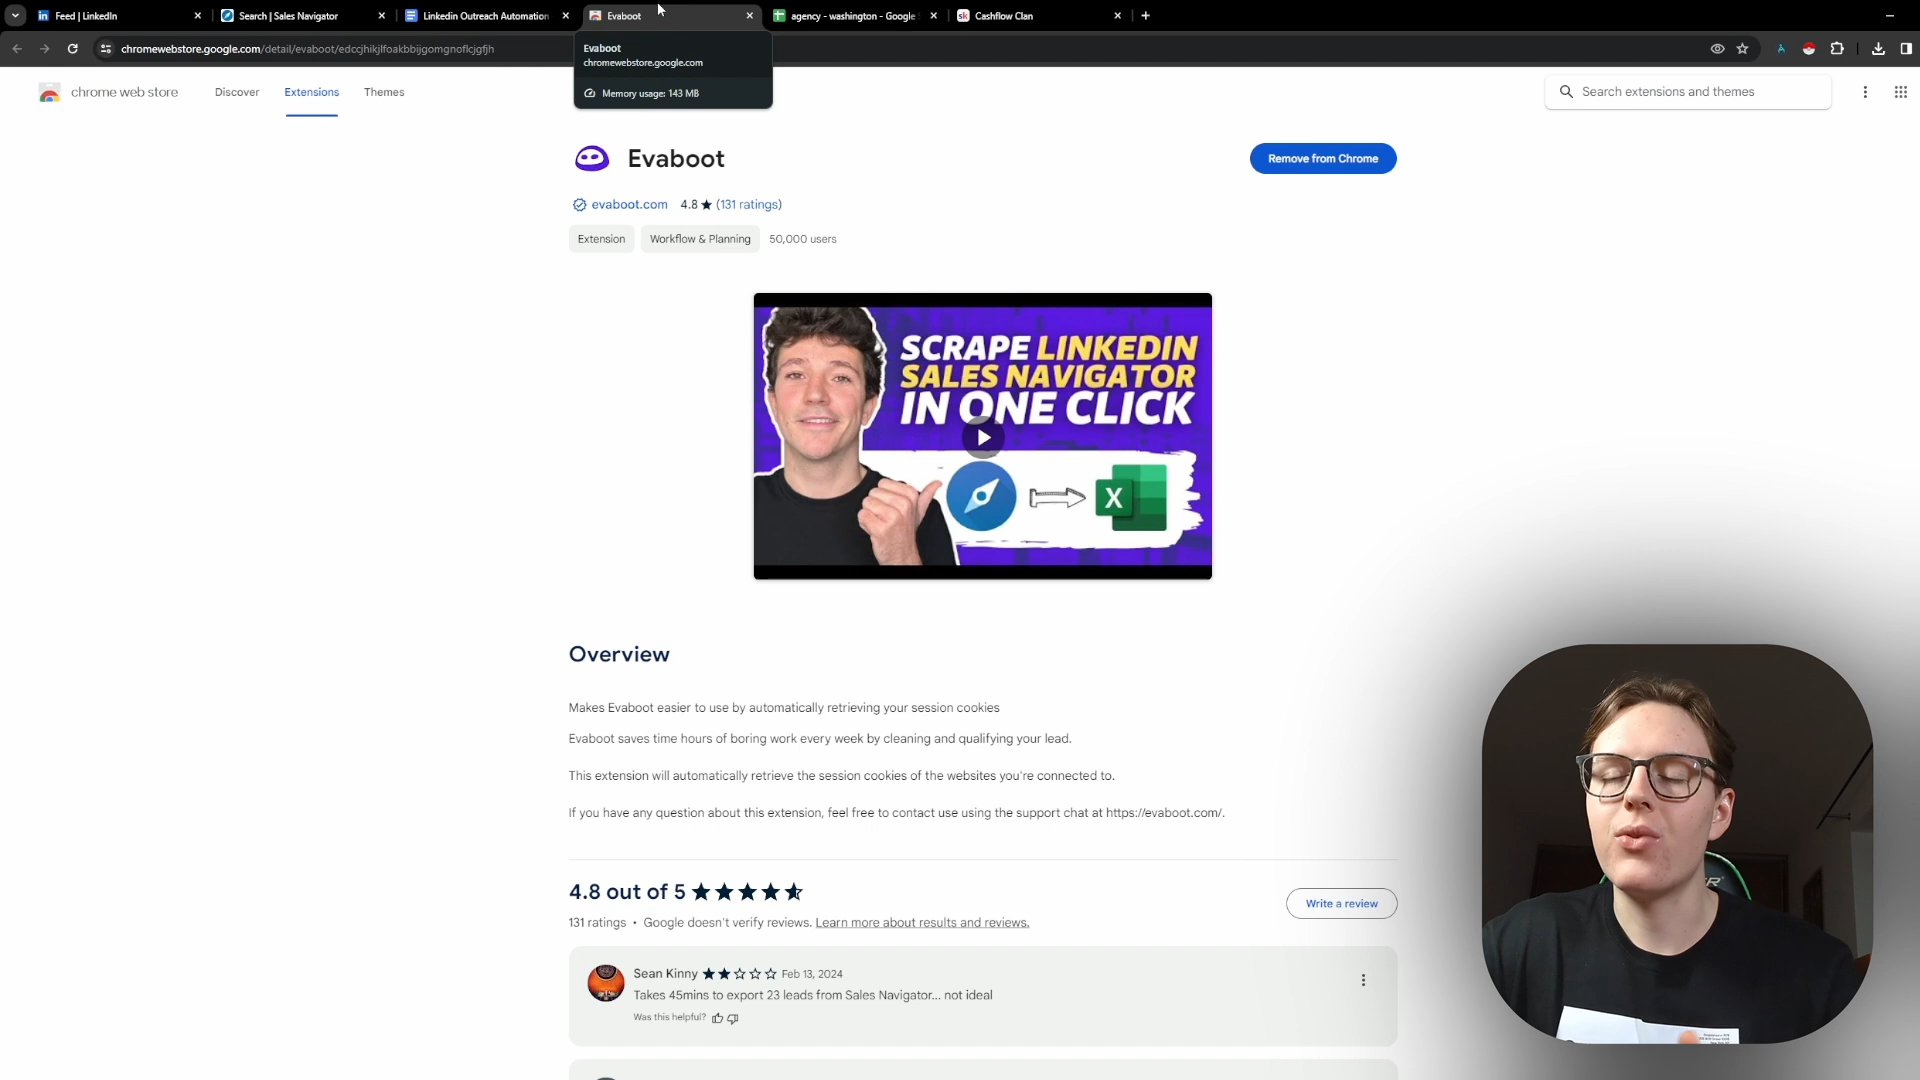 Feed | LinkedIn
Search | Sales Navigator
Linkedin Outreach Automation
Evaboot
agency - washington - Google
Cashflow Clan
chromewebstore.google.com/detail/evaboot/edccjhikjlfoakbbijgomgnoflcjgfjh
Evaboot
chromewebstore.google.com
Memory usage: 143 MB
chrome web store
Discover
Extensions
Themes
Search extensions and themes
Evaboot
Remove from Chrome
evaboot.com 4.8 ★ (131 ratings)
Extension
Workflow & Planning
50,000 users
SCRAPE LINKEDIN
SALES NAVIGATOR
IN ONE CLICK
X
Overview
Makes Evaboot easier to use by automatically retrieving your session cookies
Evaboot saves time hours of boring work every week by cleaning and qualifying your lead.
This extension will automatically retrieve the session cookies of the websites you're connected to.
If you have any question about this extension, feel free to contact use using the support chat at https://evaboot.com/.
4.8 out of 5
Write a review
131 ratings • Google doesn't verify reviews. Learn more about results and reviews.
Sean Kinny
Feb 13, 2024
Takes 45mins to export 23 leads from Sales Navigator... not ideal
Was this helpful?